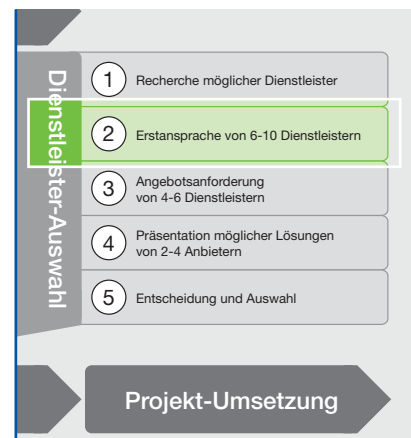 Dienstleister-Auswahl
1 Recherche möglicher Dienstleister
2 Erstansprache von 6-10 Dienstleistern
3 Angebotsanforderung
von 4-6 Dienstleistern
4 Präsentation möglicher Lösungen
von 2-4 Anbietern
5 Entscheidung und Auswahl
Projekt-Umsetzung